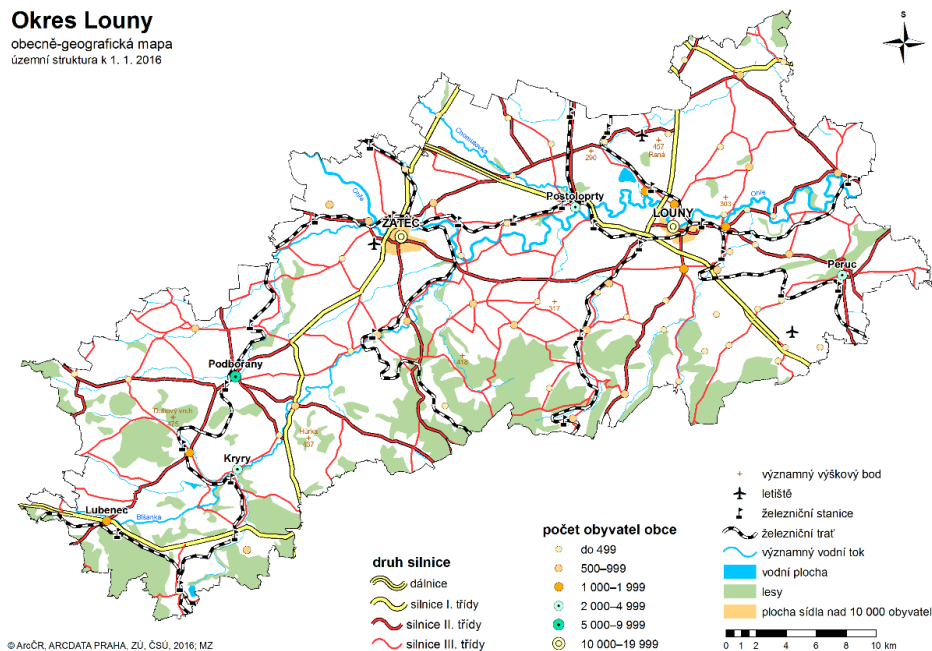 Okres Louny
obecně-geografická mapa
územní struktura k 1. 1. 2016
S
Chomutovka
290
457
Raná
Ohře
Postoloprty
Ohře
303
ŽATEC
LOUNY
Peruc
317
418
Podbořany
Dubový vrch
475
Hůrka
437
Kryry
Lubenec
Blšanka
druh silnice
dálnice
silnice I. třídy
silnice II. třídy
silnice III. třídy
počet obyvatel obce
do 499
500–999
1 000–1 999
2 000–4 999
5 000–9 999
10 000–19 999
významný výškový bod
letiště
železniční stanice
železniční trať
významný vodní tok
vodní plocha
lesy
plocha sídla nad 10 000 obyvatel
0 1 2 4 6 8 10 km
© ArcČR, ARCDATA PRAHA, ZÚ, ČSÚ, 2016; MZ